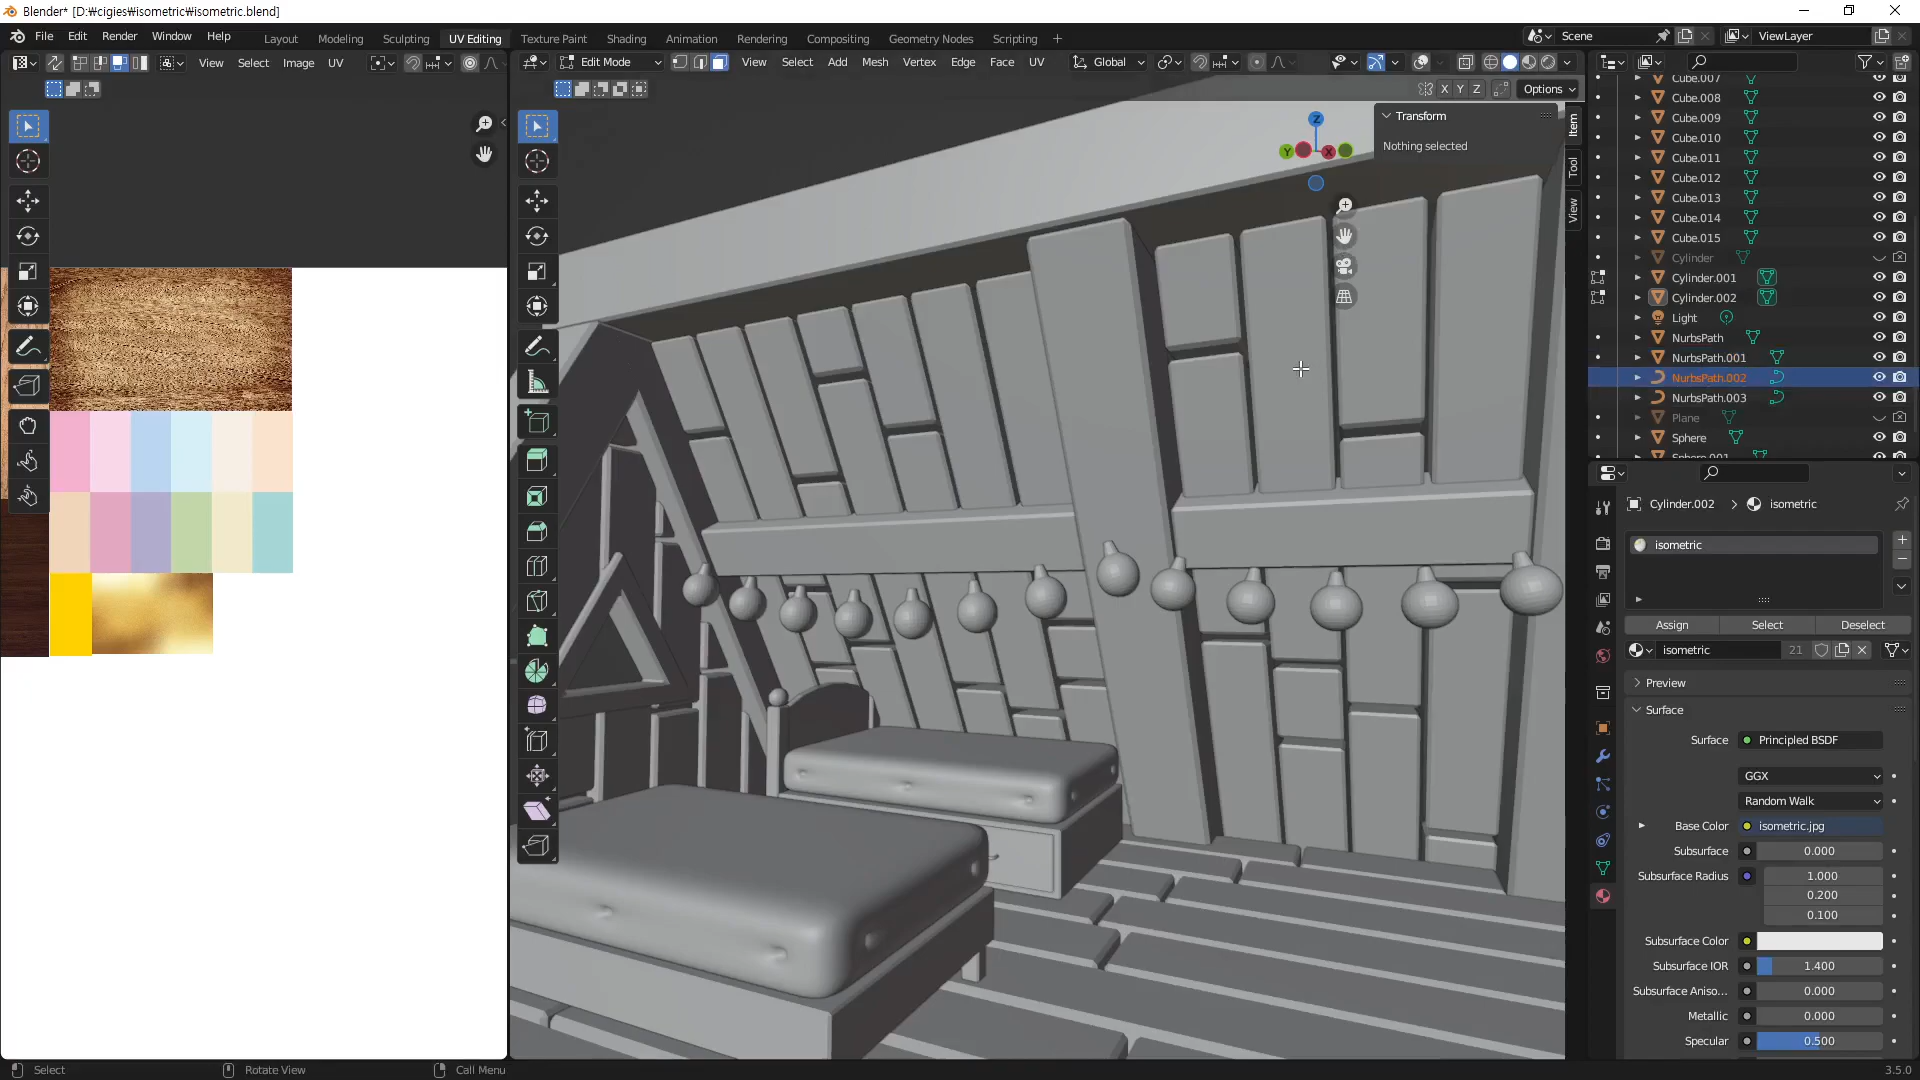 Blender* [D:₩cigies₩isometric₩isometric.blend]
File Edit Render Window Help Layout Modeling Sculpting UV Editing Texture Paint Shading Animation Rendering Compositing Geometry Nodes Scripting + Scene ViewLayer
View Select Image UV Edit Mode View Select Add Mesh Vertex Edge Face UV Global
X Y Z Options
Transform
Nothing selected
Item
Tool
View
Z
Y X
Cube.007
Cube.008
Cube.009
Cube.010
Cube.011
Cube.012
Cube.013
Cube.014
Cube.015
Cylinder
Cylinder.001
Cylinder.002
Light
NurbsPath
NurbsPath.001
NurbsPath.002
NurbsPath.003
Plane
Sphere
Sphere.001
Cylinder.002 > isometric
isometric
Assign Select Deselect
isometric 21
Preview
Surface
Surface Principled BSDF
GGX
Random Walk
Base Color isometric.jpg
Subsurface 0.000
Subsurface Radius 1.000
0.200
0.100
Subsurface Color
Subsurface IOR 1.400
Subsurface Aniso... 0.000
Metallic 0.000
Specular 0.500
Select Rotate View Call Menu 3.5.0